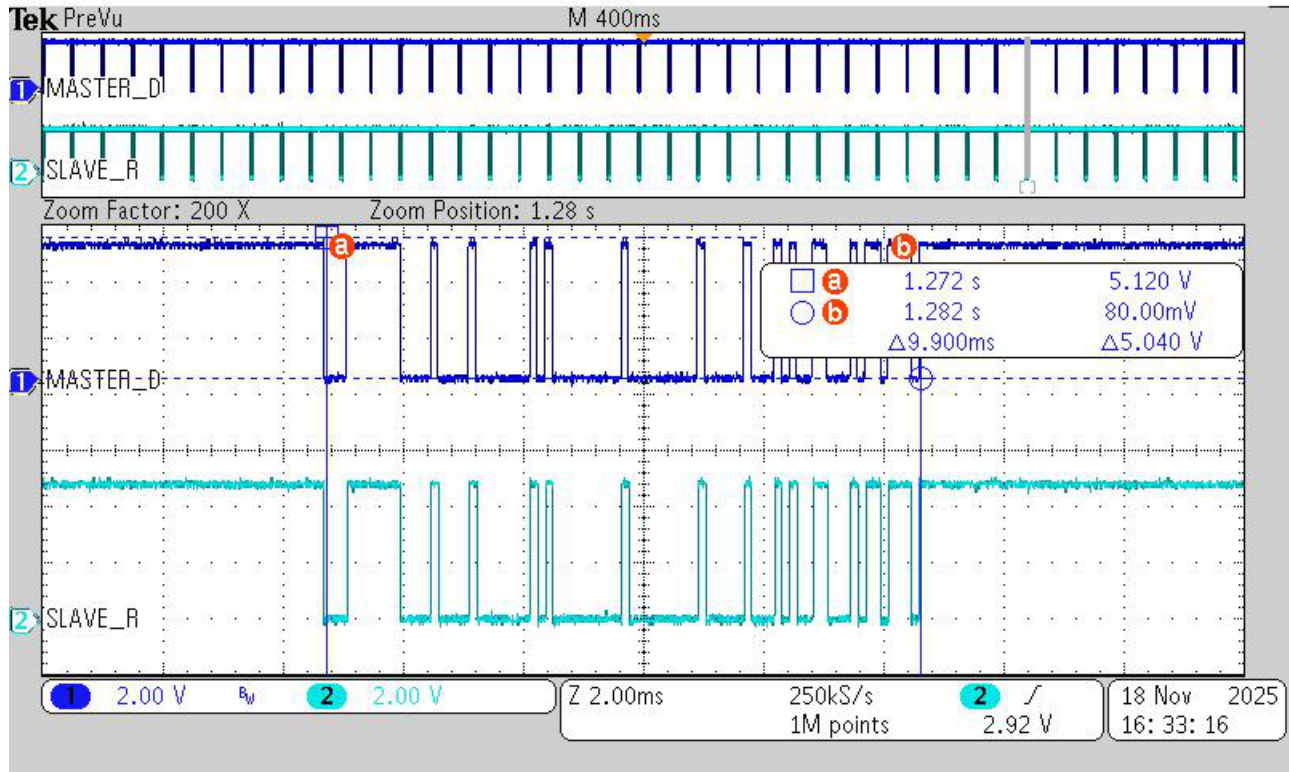 Tek PreVu M 400ms
1 MASTER_D
2 SLAVE_R
Zoom Factor: 200 X Zoom Position: 1.28 s
a b
a 1.272 s 5.120 V
b 1.282 s 80.00mV
Δ9.900ms Δ5.040 V
1 MASTER_D
2 SLAVE_R
1 2.00 V BW 2 2.00 V Z 2.00ms 250kS/s 2 18 Nov 2025
1M points 2.92 V 16:33:16